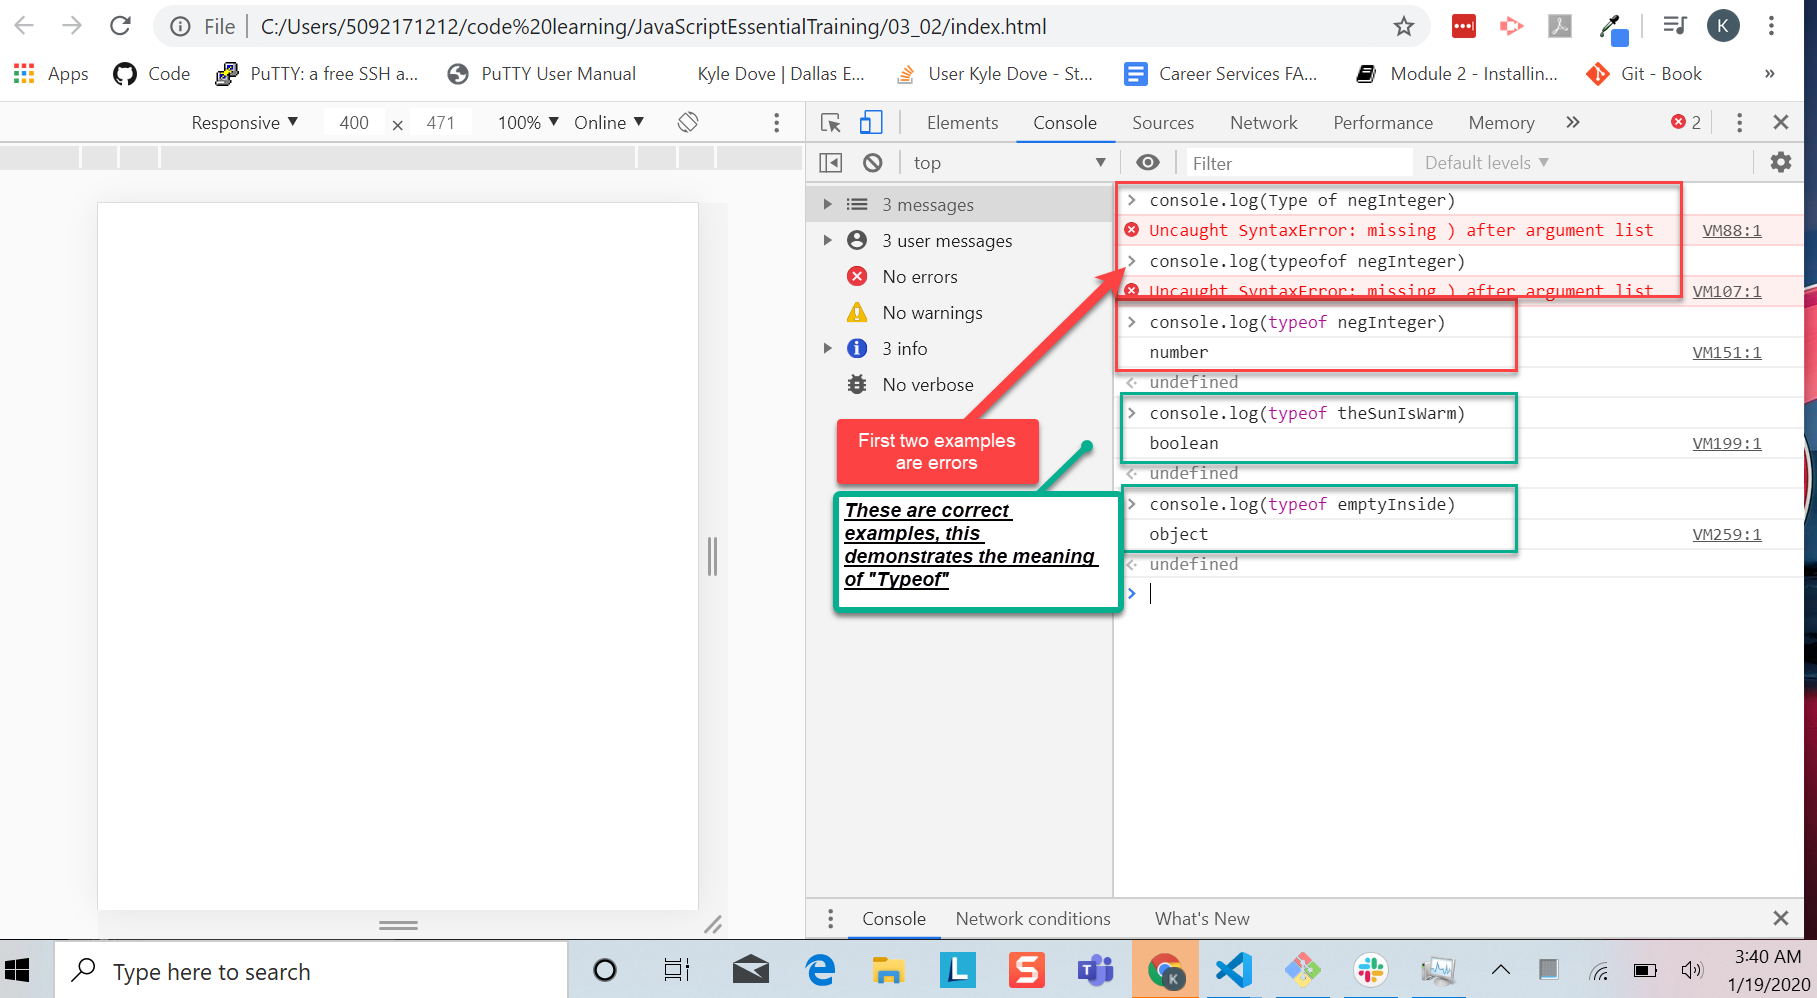 File
C:/Users/5092171212/code%20learning/JavaScriptEssentialTraining/03_02/index.html
K
Apps
Code
PuTTY: a free SSH a...
PuTTY User Manual
Kyle Dove | Dallas E...
User Kyle Dove - St...
Career Services FA...
Module 2 - Installin...
Git - Book
»
Responsive ▼
400 × 471
100% ▼
Online ▼
Elements
Console
Sources
Network
Performance
Memory
»
2
top ▼
Filter
Default levels ▼
3 messages
3 user messages
No errors
No warnings
3 info
No verbose
First two examples
are errors
These are correct
examples, this
demonstrates the meaning
of "Typeof"
> console.log(Type of negInteger)
Uncaught SyntaxError: missing ) after argument list VM88:1
> console.log(typeofof negInteger)
Uncaught SyntaxError: missing ) after argument list VM107:1
> console.log(typeof negInteger)
number VM151:1
undefined
> console.log(typeof theSunIsWarm)
boolean VM199:1
undefined
> console.log(typeof emptyInside)
object VM259:1
undefined
>
Console
Network conditions
What's New
Type here to search
L
S
T
K
3:40 AM
1/19/2020